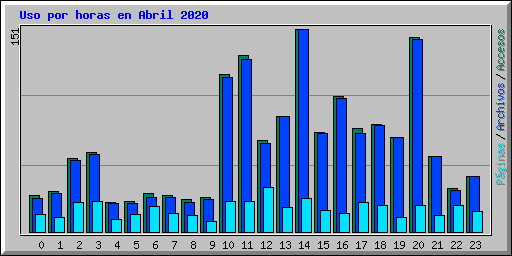 Uso por horas en Abril 2020
151
Páginas / Archivos / Accesos
0 1 2 3 4 5 6 7 8 9 10 11 12 13 14 15 16 17 18 19 20 21 22 23